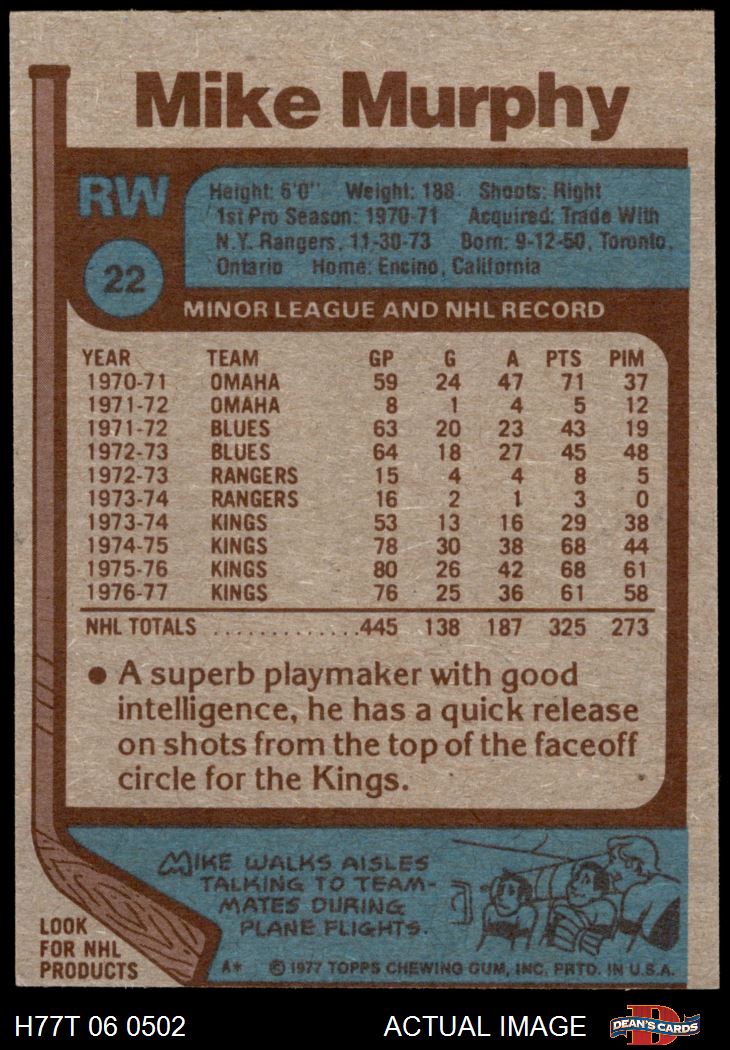 Mike Murphy
RW
22
Height: 6'0" Weight: 188 Shoots: Right
1st Pro Season: 1970-71 Acquired: Trade With
N.Y. Rangers, 11-30-73 Born: 9-12-50, Toronto,
Ontario Home: Encino, California
MINOR LEAGUE AND NHL RECORD
YEAR TEAM GP G A PTS PIM
1970-71 OMAHA 59 24 47 71 37
1971-72 OMAHA 8 1 4 5 12
1971-72 BLUES 63 20 23 43 19
1972-73 BLUES 64 18 27 45 48
1972-73 RANGERS 15 4 4 8 5
1973-74 RANGERS 16 2 1 3 0
1973-74 KINGS 53 13 16 29 38
1974-75 KINGS 78 30 38 68 44
1975-76 KINGS 80 26 42 68 61
1976-77 KINGS 76 25 36 61 58
NHL TOTALS ..............445 138 187 325 273
• A superb playmaker with good
intelligence, he has a quick release
on shots from the top of the faceoff
circle for the Kings.
MIKE WALKS AISLES
TALKING TO TEAM-
MATES DURING
PLANE FLIGHTS.
LOOK
FOR NHL
PRODUCTS
A* © 1977 TOPPS CHEWING GUM, INC. PRTD. IN U.S.A.
H77T 06 0502 ACTUAL IMAGE D DEAN'S CARDS